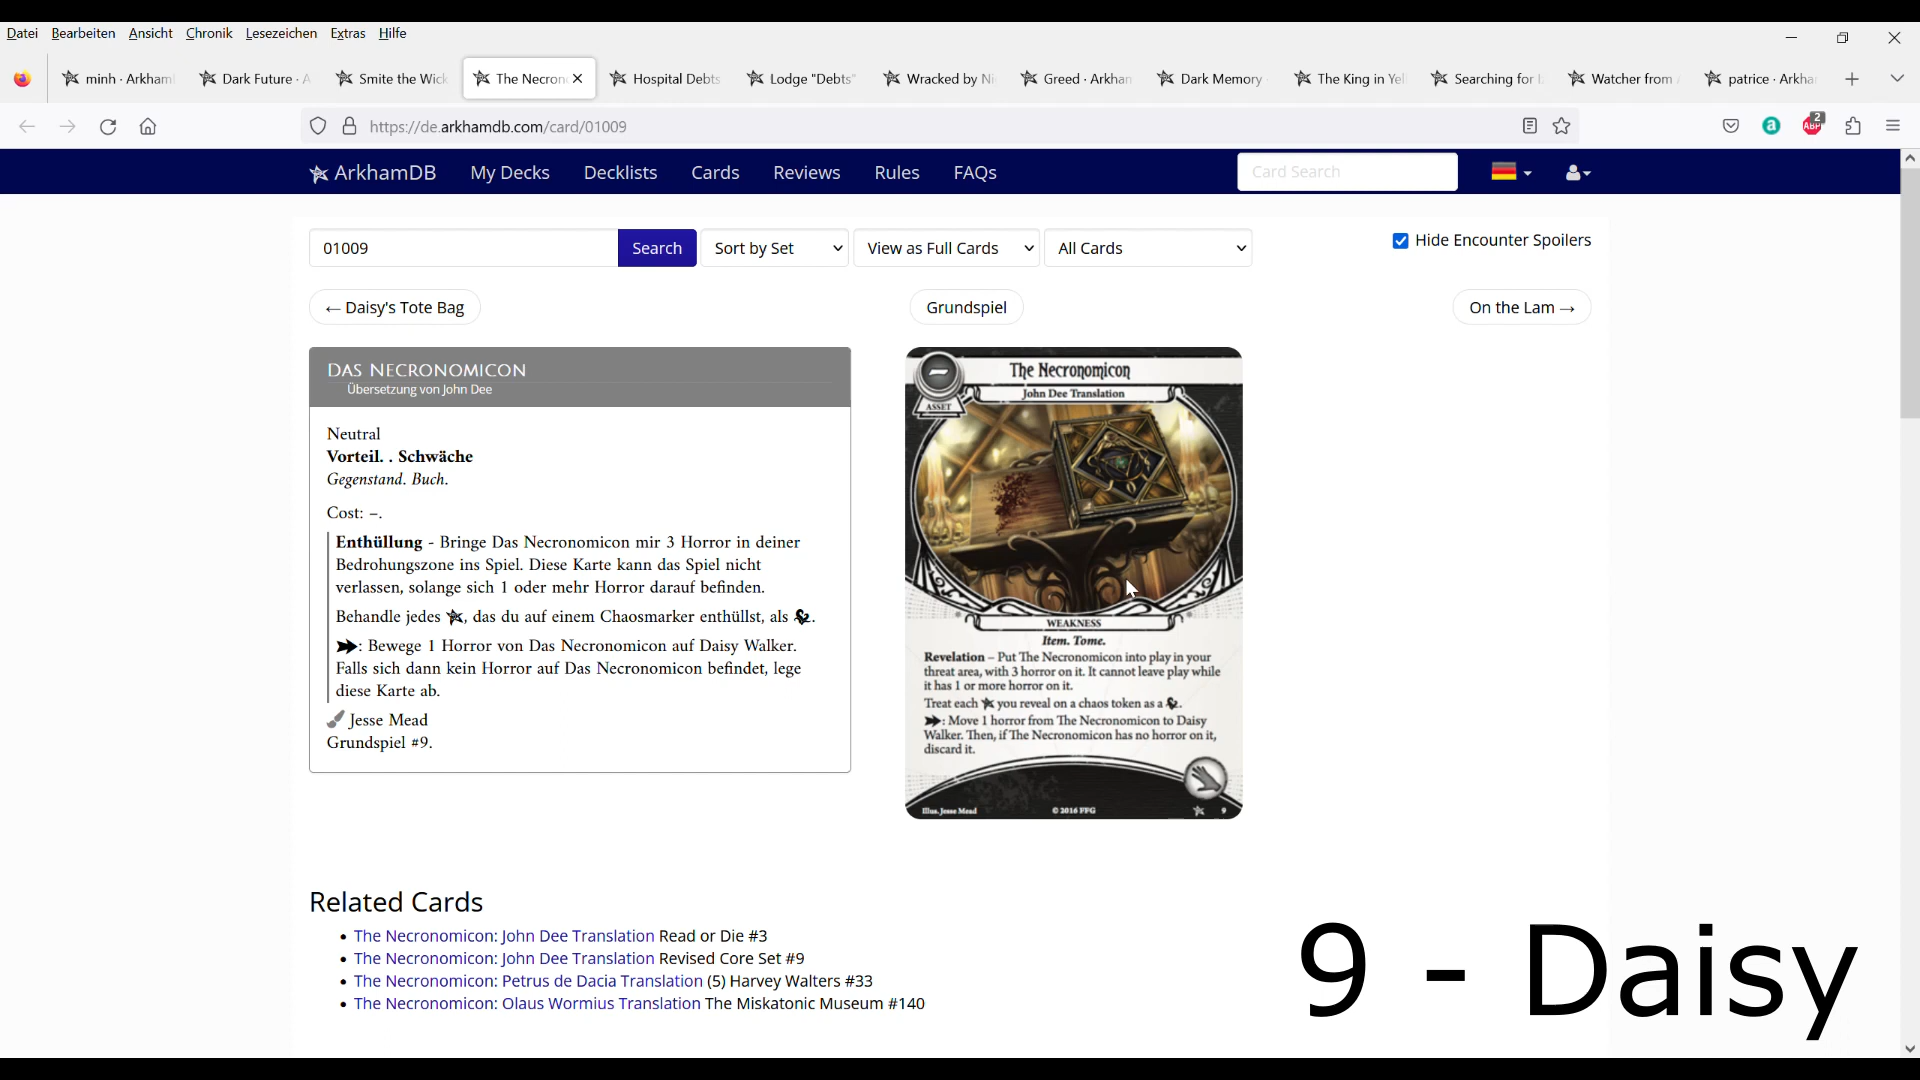 Datei Bearbeiten Ansicht Chronik Lesezeichen Extras Hilfe
minh · Arkham Dark Future · A Smite the Wick The Necron Hospital Debts Lodge "Debts" Wracked by Ni Greed · Arkhan Dark Memory The King in Yel Searching for Watcher from patrice · Arkha
https://de.arkhamdb.com/card/01009
a ABP 2
ArkhamDB My Decks Decklists Cards Reviews Rules FAQs Card Search
01009 Search Sort by Set View as Full Cards All Cards Hide Encounter Spoilers
← Daisy's Tote Bag Grundspiel On the Lam →
DAS NECRONOMICON
Übersetzung von John Dee
Neutral
Vorteil. . Schwäche
Gegenstand. Buch.
Cost: –.
Enthüllung - Bringe Das Necronomicon mir 3 Horror in deiner
Bedrohungszone ins Spiel. Diese Karte kann das Spiel nicht
verlassen, solange sich 1 oder mehr Horror darauf befinden.
Behandle jedes , das du auf einem Chaosmarker enthüllst, als .
: Bewege 1 Horror von Das Necronomicon auf Daisy Walker.
Falls sich dann kein Horror auf Das Necronomicon befindet, lege
diese Karte ab.
Jesse Mead
Grundspiel #9.
–
The Necronomicon
ASSET
John Dee Translation
WEAKNESS
Item. Tome.
Revelation – Put The Necronomicon into play in your
threat area, with 3 horror on it. It cannot leave play while
it has 1 or more horror on it.
Treat each you reveal on a chaos token as a .
: Move 1 horror from The Necronomicon to Daisy
Walker. Then, if The Necronomicon has no horror on it,
discard it.
Illus. Jesse Mead © 2016 FFG 9
Related Cards
The Necronomicon: John Dee Translation Read or Die #3
The Necronomicon: John Dee Translation Revised Core Set #9
The Necronomicon: Petrus de Dacia Translation (5) Harvey Walters #33
The Necronomicon: Olaus Wormius Translation The Miskatonic Museum #140
9 - Daisy